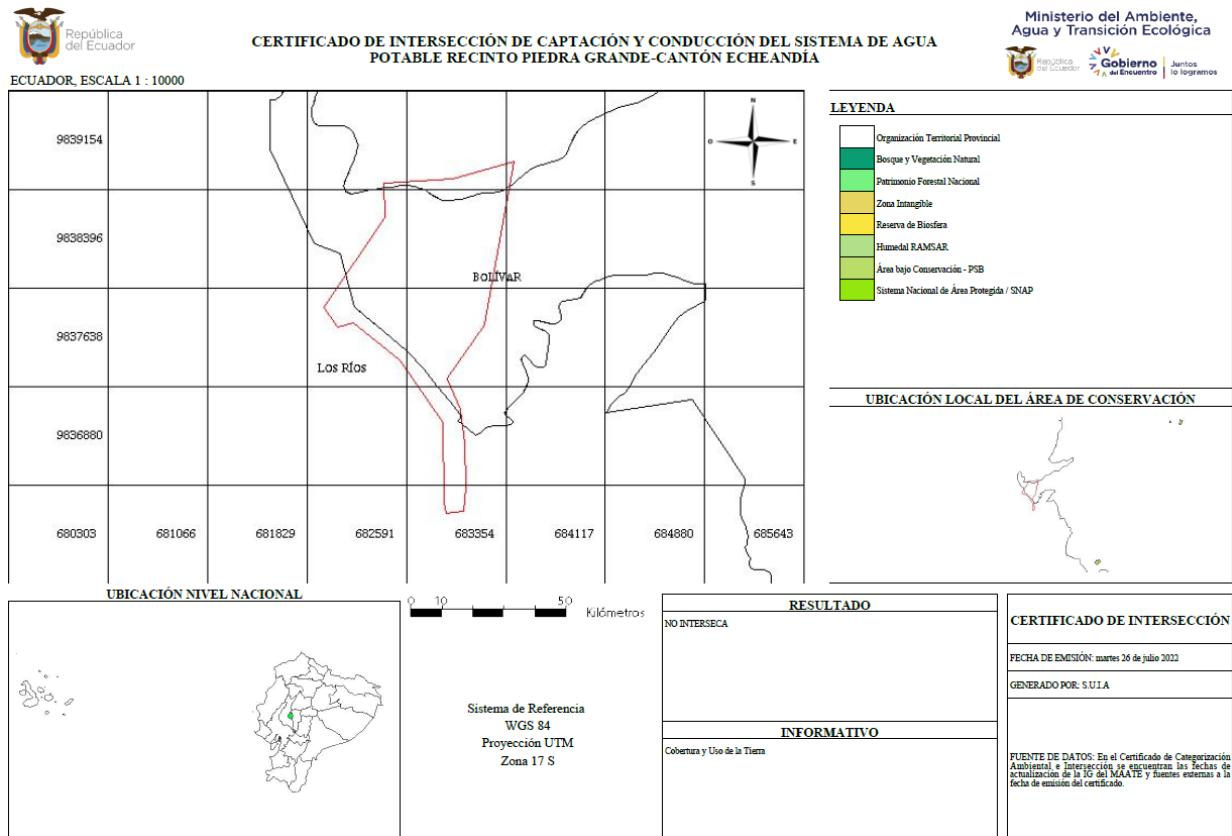 República
del Ecuador
CERTIFICADO DE INTERSECCIÓN DE CAPTACIÓN Y CONDUCCIÓN DEL SISTEMA DE AGUA
POTABLE RECINTO PIEDRA GRANDE-CANTÓN ECHEANDÍA
Ministerio del Ambiente,
Agua y Transición Ecológica
República
del Ecuador
Gobierno
del Encuentro
Juntos
lo logramos
ECUADOR, ESCALA 1 : 10000
N
O
E
S
9839154
9838396
9837638
9836880
BOLÍVAR
LOS RÍOS
680303
681066
681829
682591
683354
684117
684880
685643
LEYENDA
Organización Territorial Provincial
Bosque y Vegetación Natural
Patrimonio Forestal Nacional
Zona Intangible
Reserva de Biosfera
Humedal RAMSAR
Área bajo Conservación - PSB
Sistema Nacional de Área Protegida / SNAP
UBICACIÓN LOCAL DEL ÁREA DE CONSERVACIÓN
UBICACIÓN NIVEL NACIONAL
0 10 50 Kilómetros
Sistema de Referencia
WGS 84
Proyección UTM
Zona 17 S
RESULTADO
NO INTERSECA
INFORMATIVO
Cobertura y Uso de la Tierra
CERTIFICADO DE INTERSECCIÓN
FECHA DE EMISIÓN: martes 26 de julio 2022
GENERADO POR: S.U.I.A
FUENTE DE DATOS: En el Certificado de Categorización
Ambiental e Intersección se encuentran las fechas de
actualización de la IG del MAATE y fuentes externas a la
fecha de emisión del certificado.